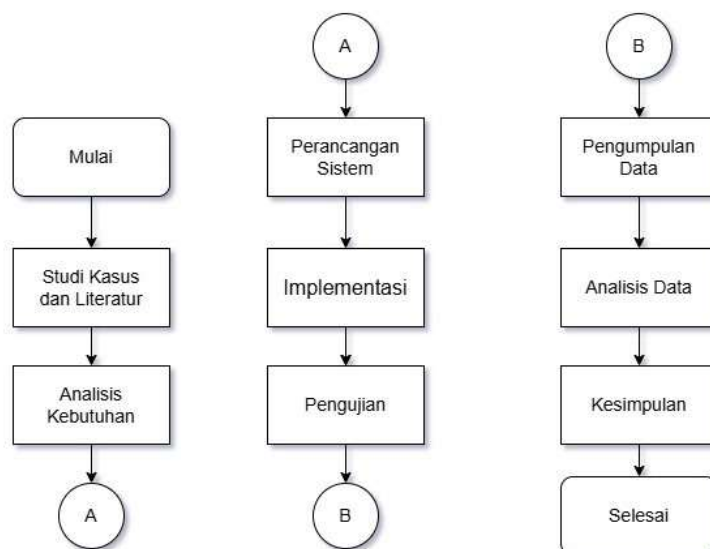 Mulai
Studi Kasus
dan Literatur
Analisis
Kebutuhan
A
A
Perancangan
Sistem
Implementasi
Pengujian
B
B
Pengumpulan
Data
Analisis Data
Kesimpulan
Selesai